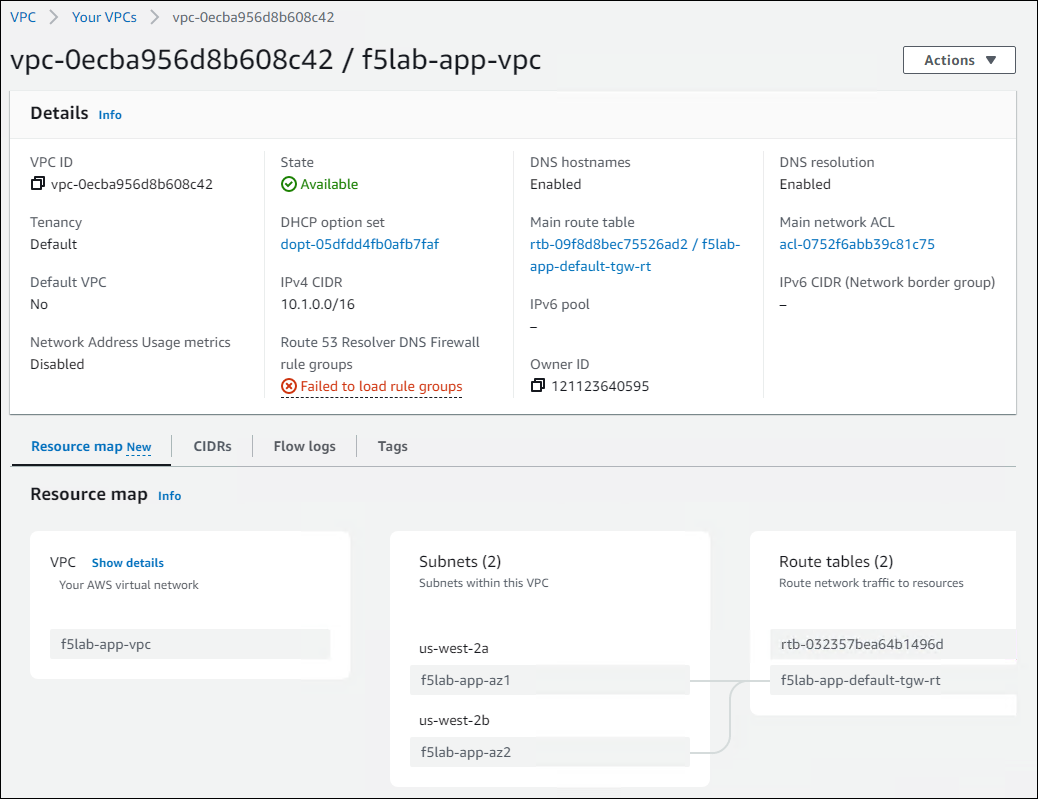 VPC > Your VPCs > vpc-0ecba956d8b608c42
vpc-0ecba956d8b608c42 / f5lab-app-vpc
Actions ▼
Details Info
VPC ID
vpc-0ecba956d8b608c42
Tenancy
Default
Default VPC
No
Network Address Usage metrics
Disabled
State
Available
DHCP option set
dopt-05dfdd4fb0afb7faf
IPv4 CIDR
10.1.0.0/16
Route 53 Resolver DNS Firewall
rule groups
Failed to load rule groups
DNS hostnames
Enabled
Main route table
rtb-09f8d8bec75526ad2 / f5lab-
app-default-tgw-rt
IPv6 pool
–
Owner ID
121123640595
DNS resolution
Enabled
Main network ACL
acl-0752f6abb39c81c75
IPv6 CIDR (Network border group)
–
Resource map New
CIDRs
Flow logs
Tags
Resource map Info
VPC Show details
Your AWS virtual network
f5lab-app-vpc
Subnets (2)
Subnets within this VPC
us-west-2a
f5lab-app-az1
us-west-2b
f5lab-app-az2
Route tables (2)
Route network traffic to resources
rtb-032357bea64b1496d
f5lab-app-default-tgw-rt